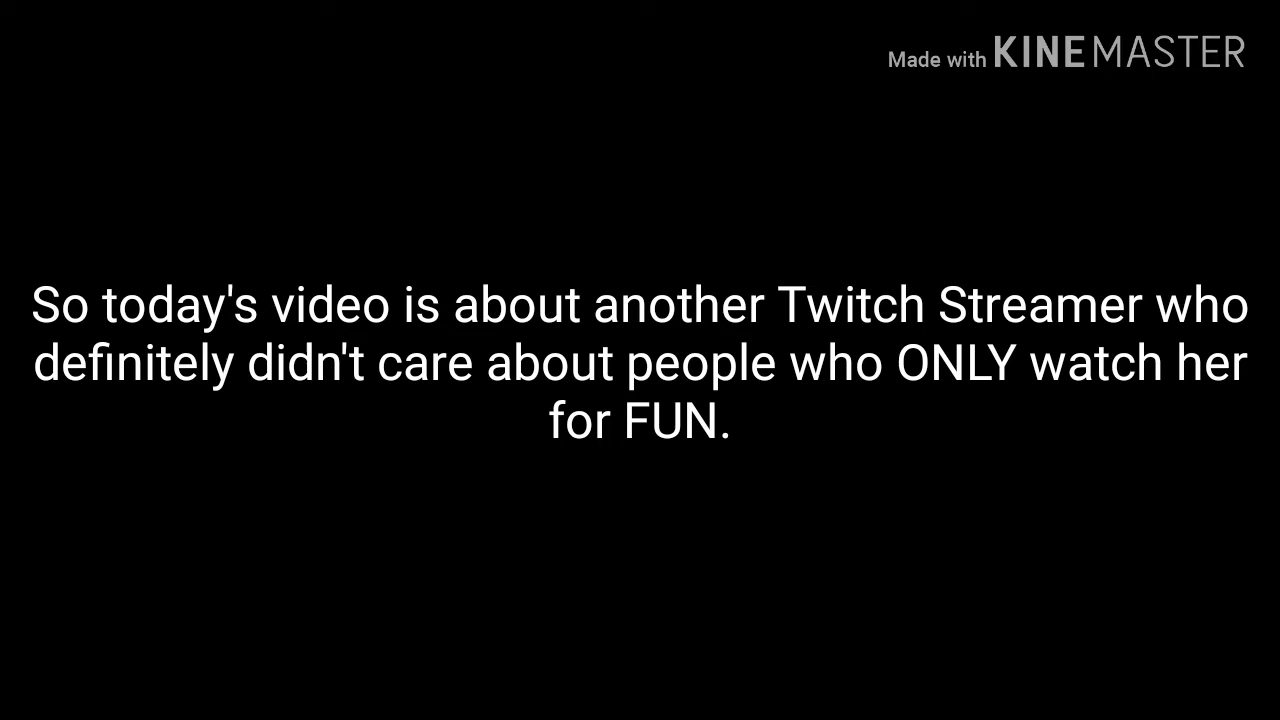 Made with KINEMASTER
So today's video is about another Twitch Streamer who
definitely didn't care about people who ONLY watch her
for FUN.